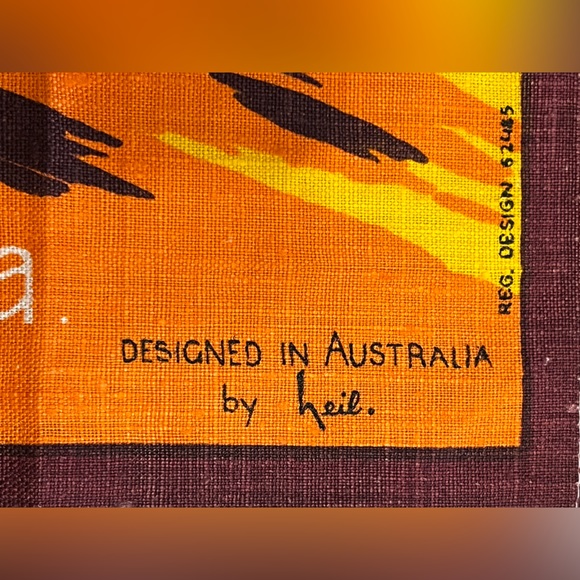 a.
DESIGNED IN AUSTRALIA
by heil.
REG. DESIGN 62485